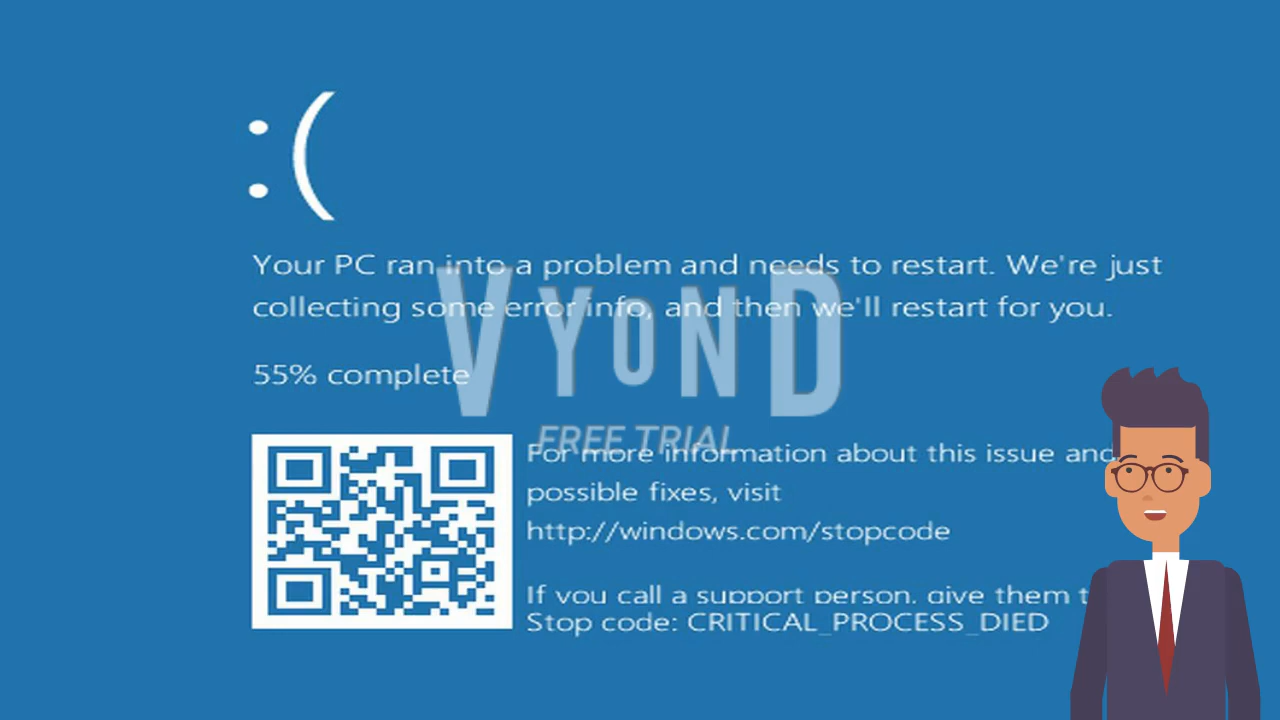 :(
Your PC ran into a problem and needs to restart. We're just
collecting some error info, and then we'll restart for you.
55% complete
VYOND
FREE TRIAL
For more information about this issue and
possible fixes, visit
http://windows.com/stopcode
If you call a support person, give them
Stop code: CRITICAL_PROCESS_DIED